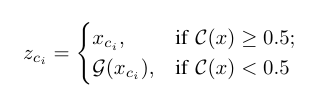 z_{c_i} = \begin{cases} x_{c_i}, & \text{if } \mathcal{C}(x) \geq 0.5; \\ \mathcal{G}(x_{c_i}), & \text{if } \mathcal{C}(x) < 0.5 \end{cases}